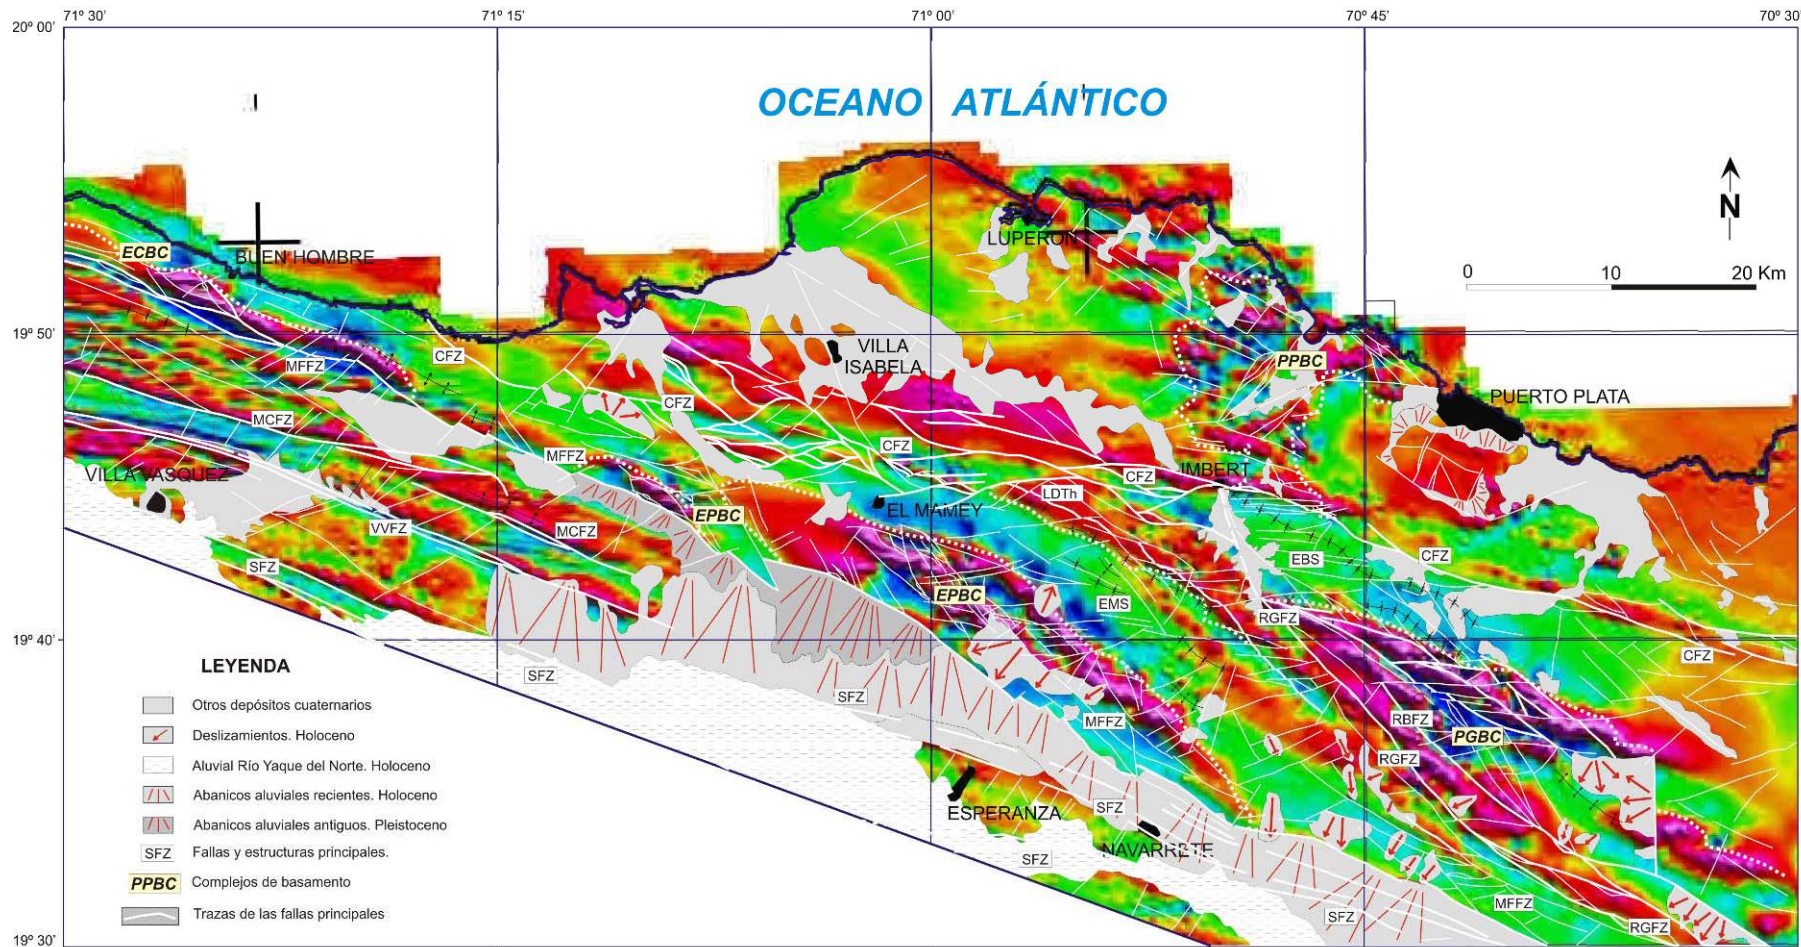 71º 30'
71º 15'
71º 00'
70º 45'
70º 30'
20º 00'
OCEANO ATLÁNTICO
N
ECBC
BUEN HOMBRE
LUPERON
0 10 20 Km
19º 50'
CFZ
MFFZ
VILLA
ISABELA
PPBC
PUERTO PLATA
CFZ
MCFZ
CFZ
MFFZ
CFZ
IMBERT
VILLA VASQUEZ
LDTh
EPBC
EL MAMEY
VVFZ
MCFZ
EBS
CFZ
SFZ
EPBC
EMS
RGFZ
19º 40'
CFZ
LEYENDA
SFZ
SFZ
MFFZ
RBFZ
PGBC
RGFZ
Otros depósitos cuaternarios
Deslizamientos. Holoceno
Aluvial Río Yaque del Norte. Holoceno
Abanicos aluviales recientes. Holoceno
Abanicos aluviales antiguos. Pleistoceno
SFZ Fallas y estructuras principales.
PPBC Complejos de basamento
Trazas de las fallas principales
ESPERANZA
SFZ
NAVARRETE
SFZ
MFFZ
SFZ
RGFZ
19º 30'